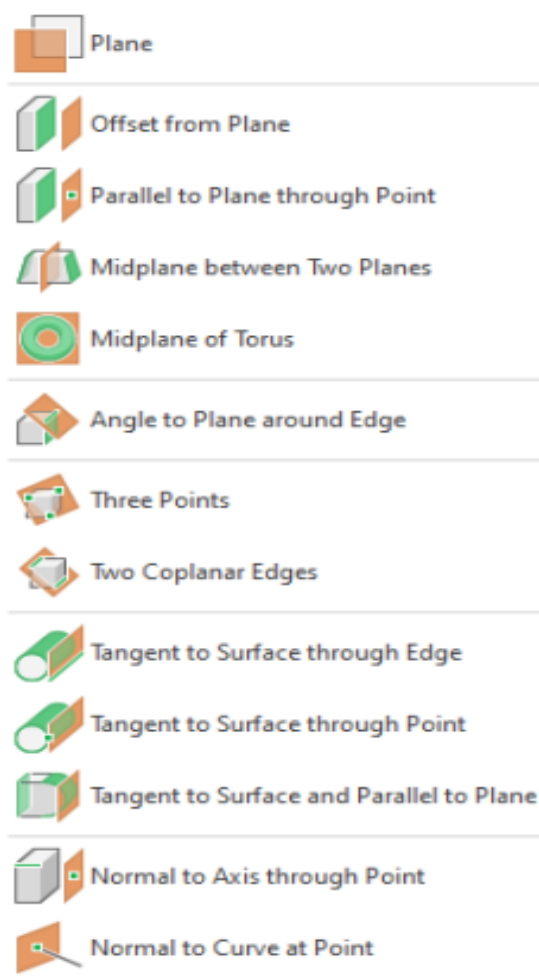 Plane
Offset from Plane
Parallel to Plane through Point
Midplane between Two Planes
Midplane of Torus
Angle to Plane around Edge
Three Points
Two Coplanar Edges
Tangent to Surface through Edge
Tangent to Surface through Point
Tangent to Surface and Parallel to Plane
Normal to Axis through Point
Normal to Curve at Point